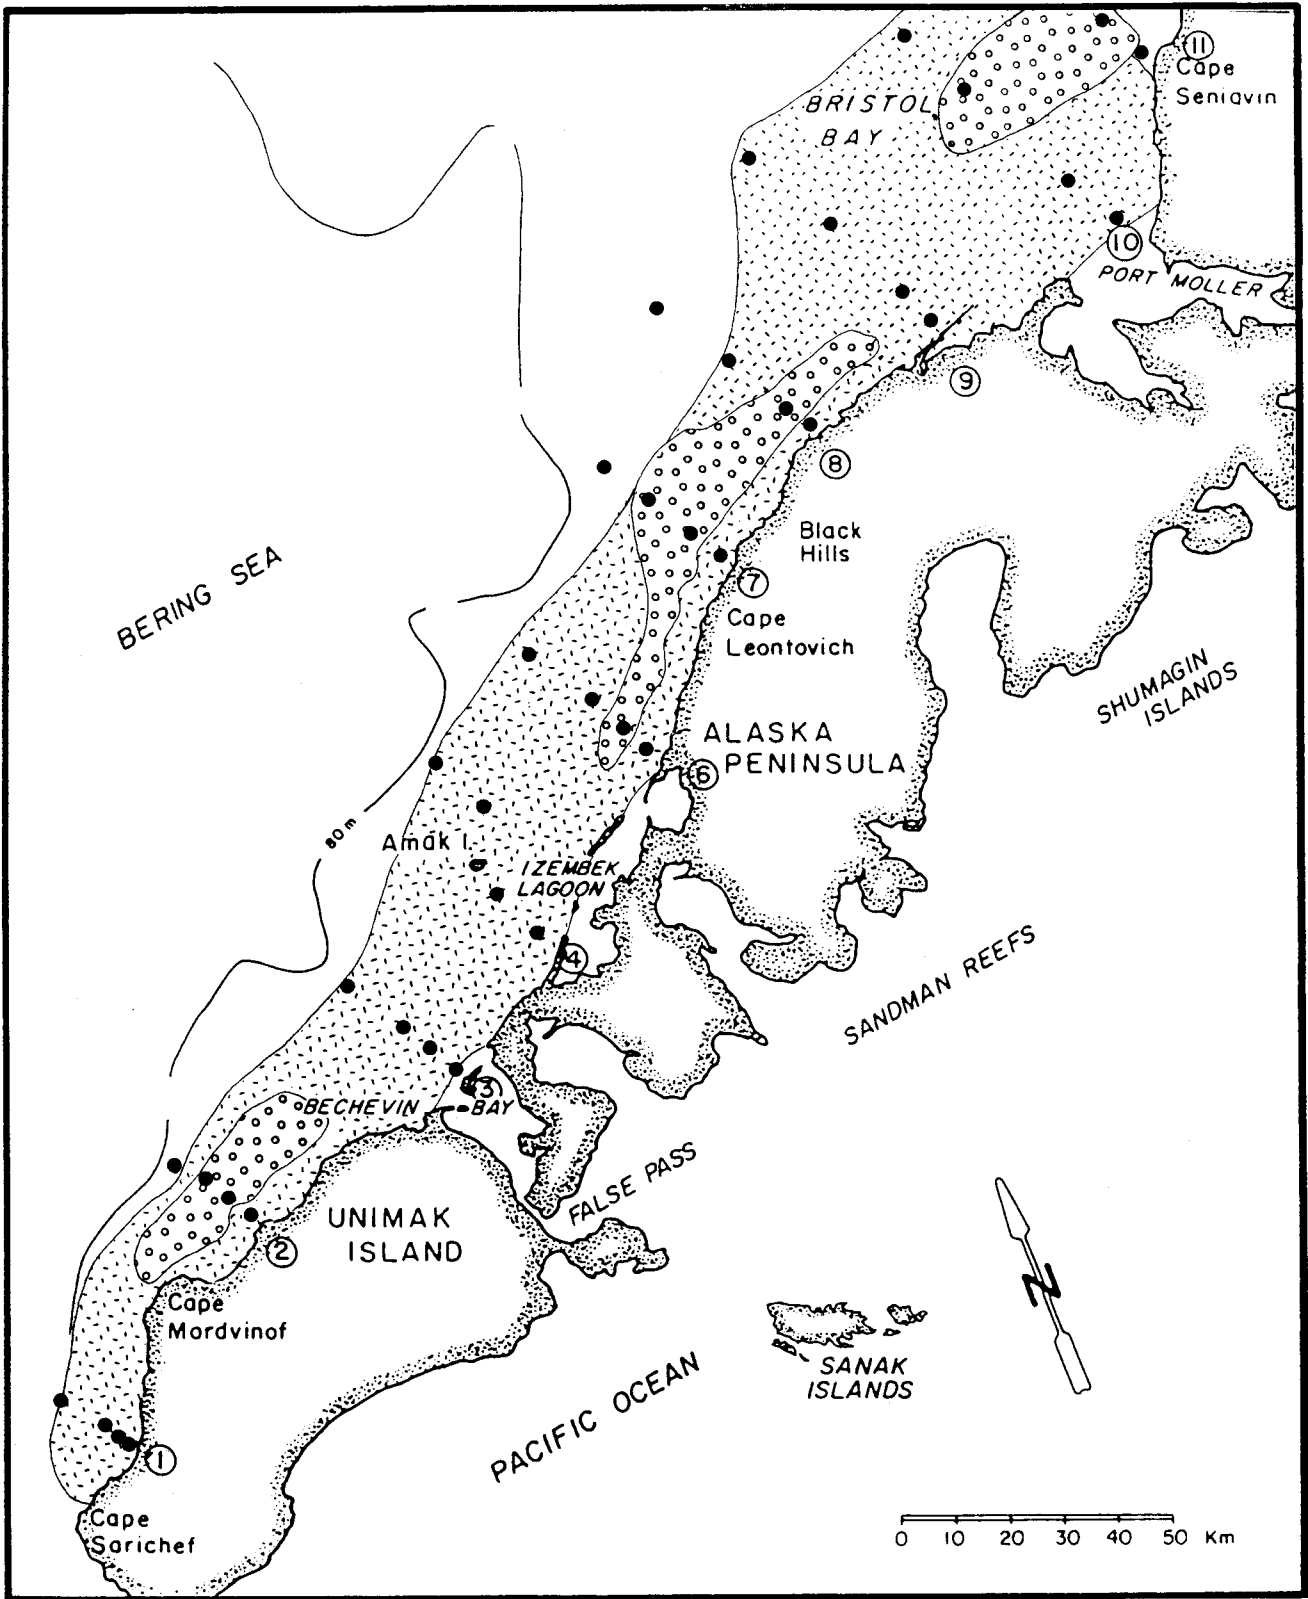 11
Cape
Seniavin
BRISTOL
BAY
10
PORT MOLLER
9
8
Black
Hills
7
Cape
Leontovich
BERING SEA
SHUMAGIN
ISLANDS
ALASKA
PENINSULA
6
80 m
Amak I.
IZEMBEK
LAGOON
4
SANDMAN REEFS
3
BECHEVIN BAY
FALSE PASS
UNIMAK
ISLAND
2
Cape
Mordvinof
N
SANAK
ISLANDS
PACIFIC OCEAN
1
Cape
Sarichef
0 10 20 30 40 50 Km